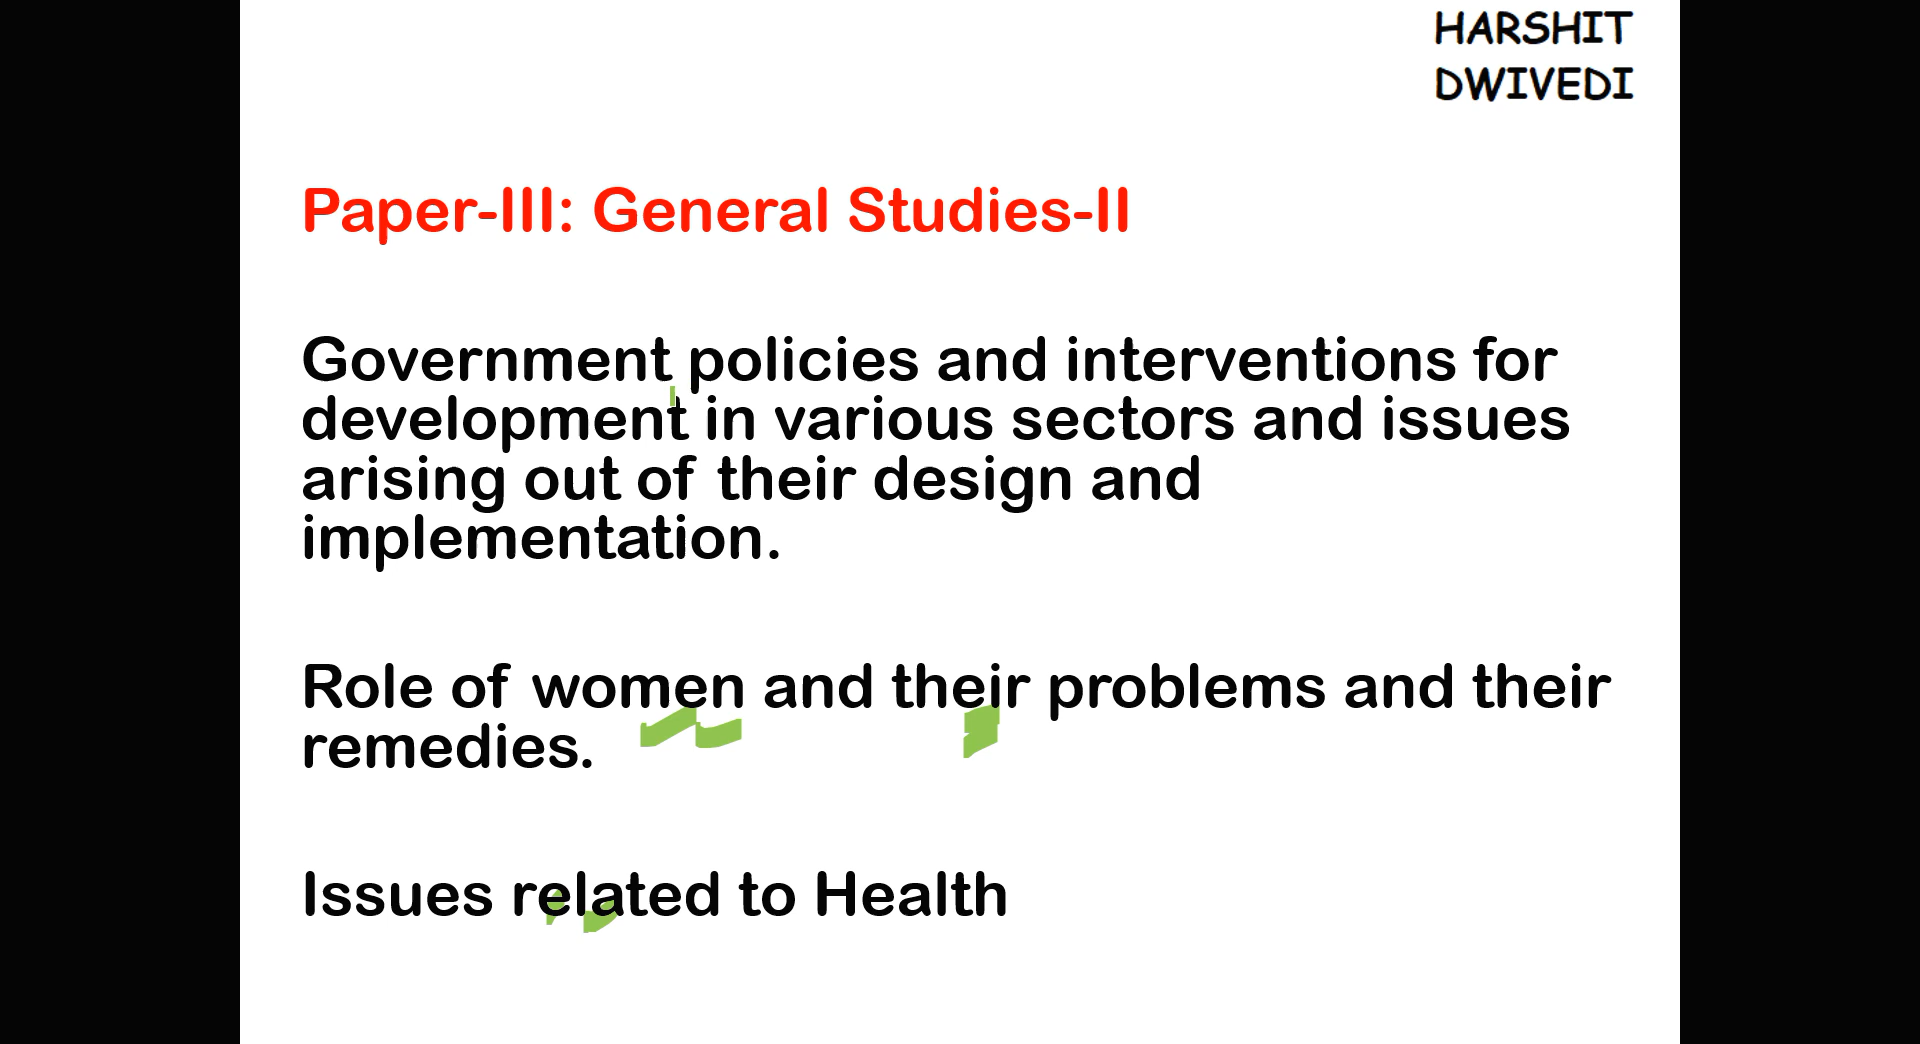 HARSHIT
DWIVEDI
Paper-III: General Studies-II
Government policies and interventions for
development in various sectors and issues
arising out of their design and
implementation.
Role of women and their problems and their
remedies.
Issues related to Health